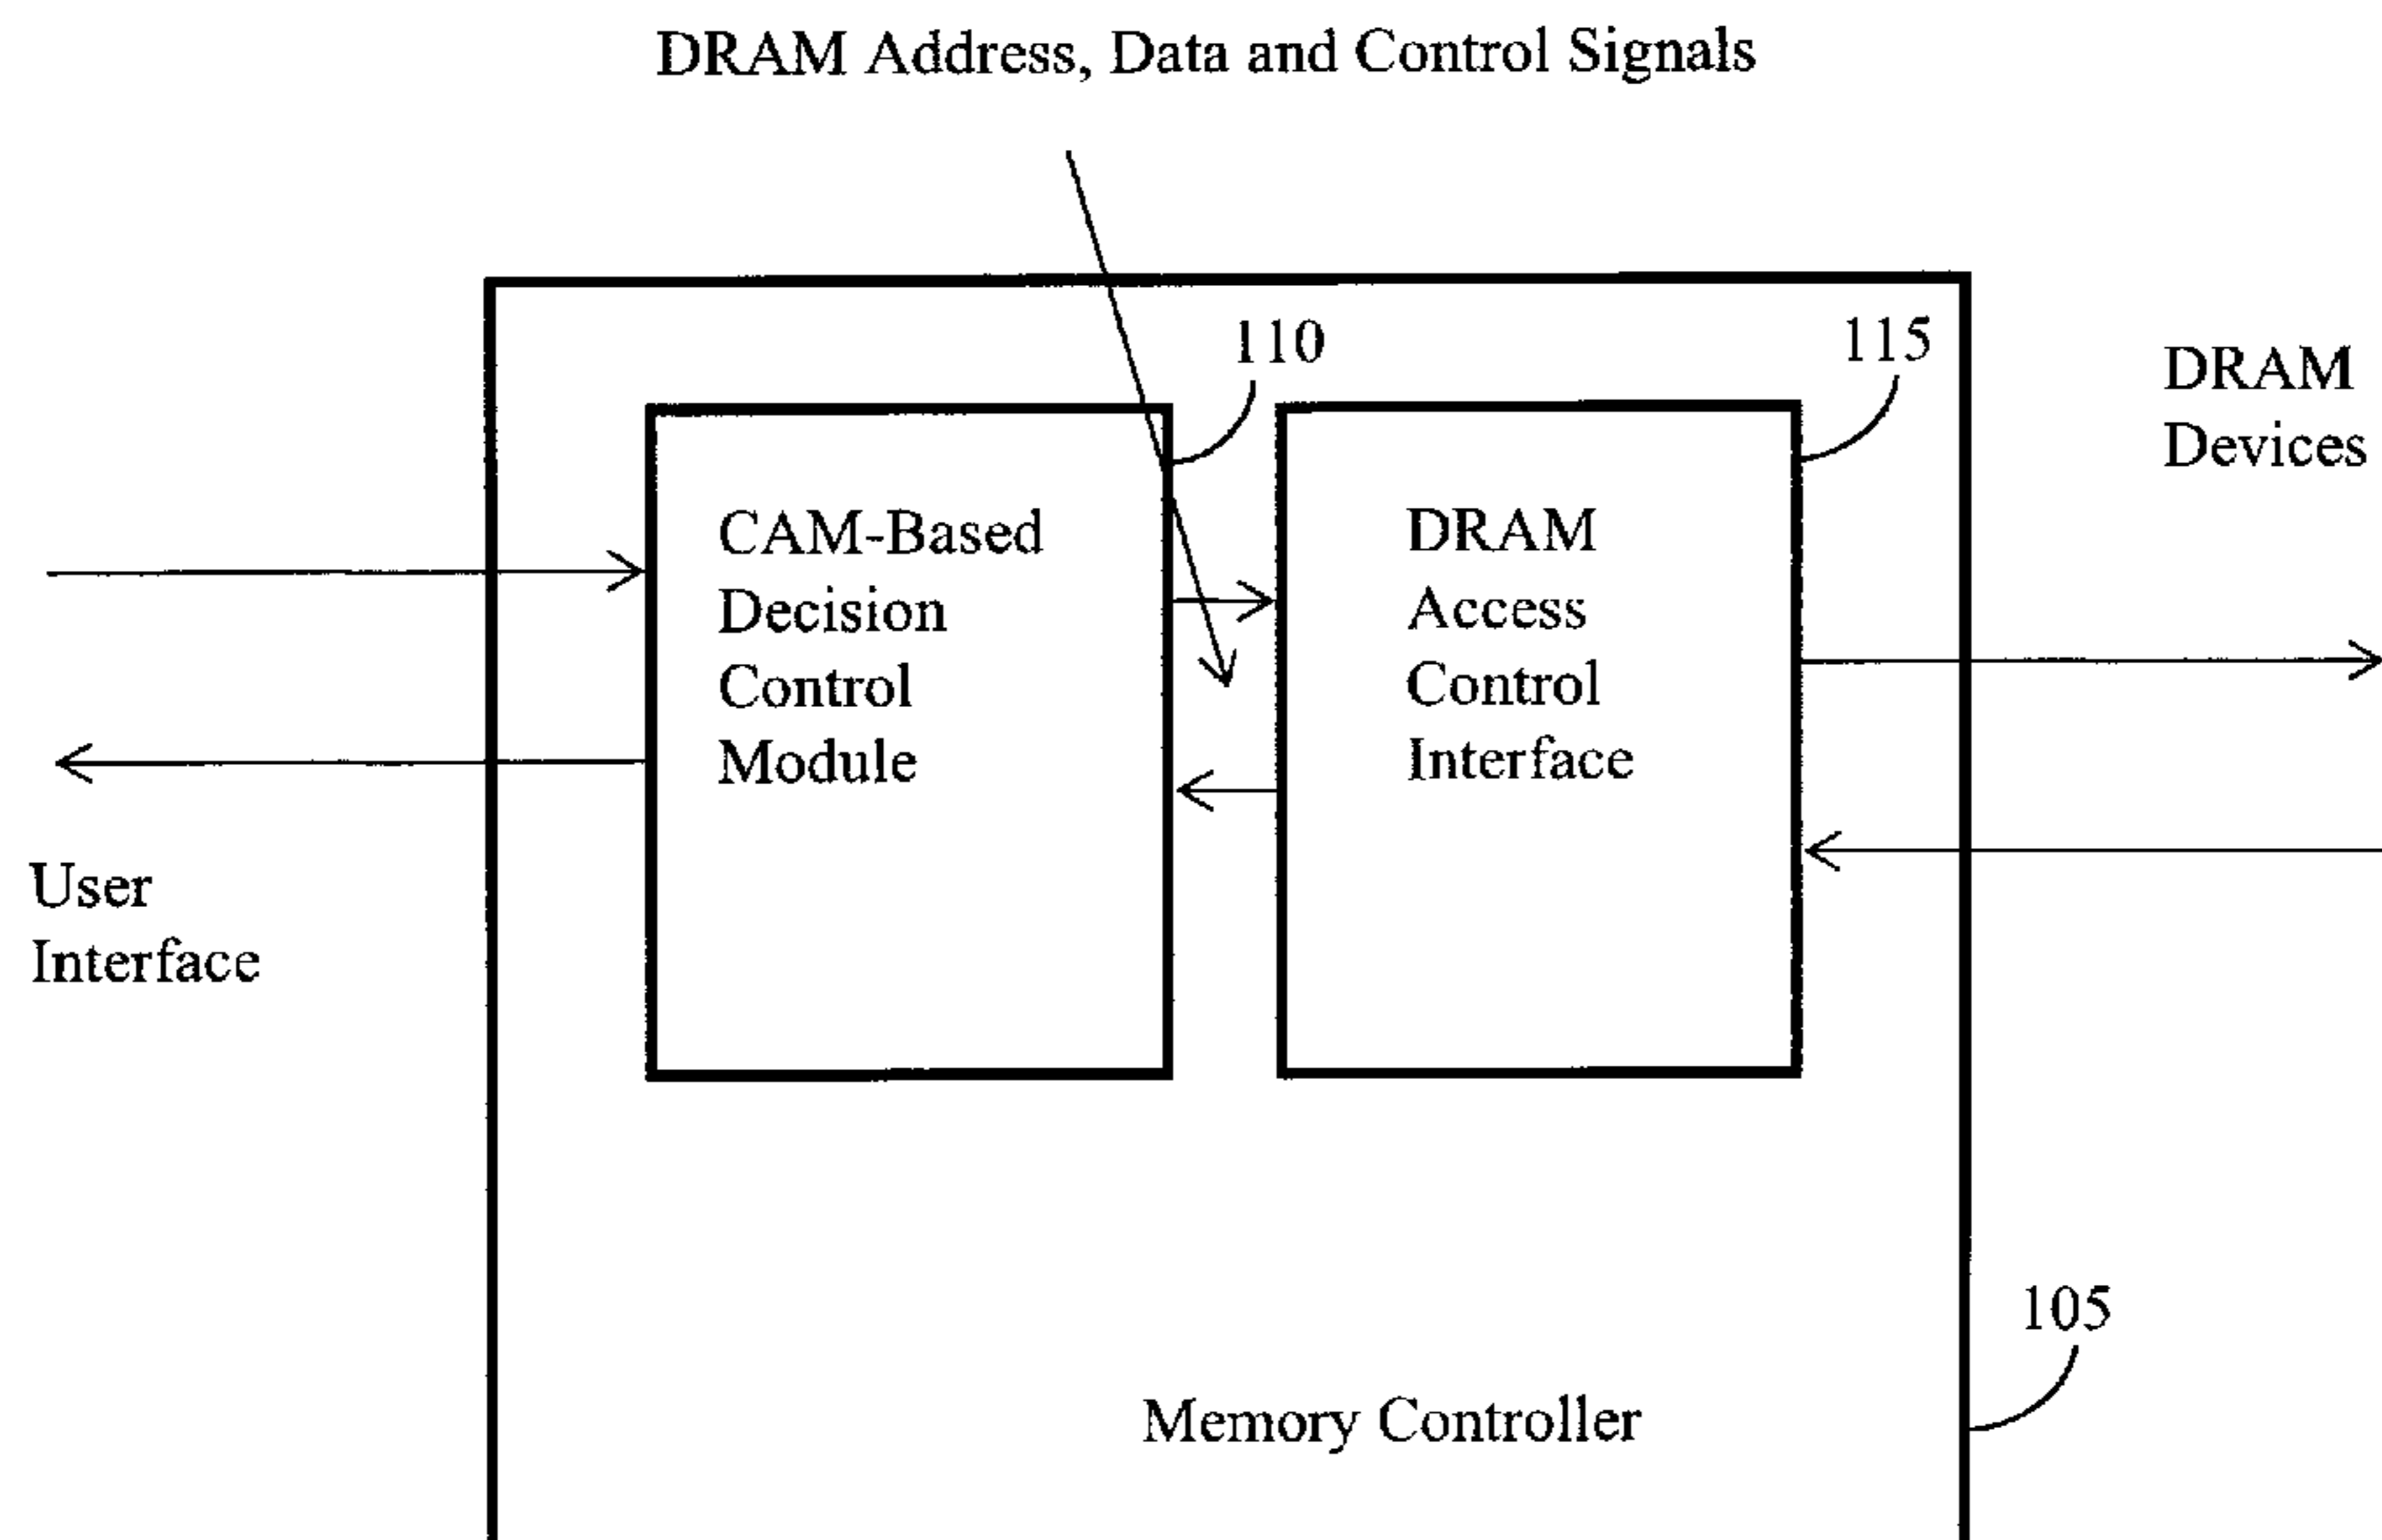 DRAM Address, Data and Control Signals
110
115
DRAM
Devices
CAM-Based
Decision
Control
Module
DRAM
Access
Control
Interface
User
Interface
105
Memory Controller